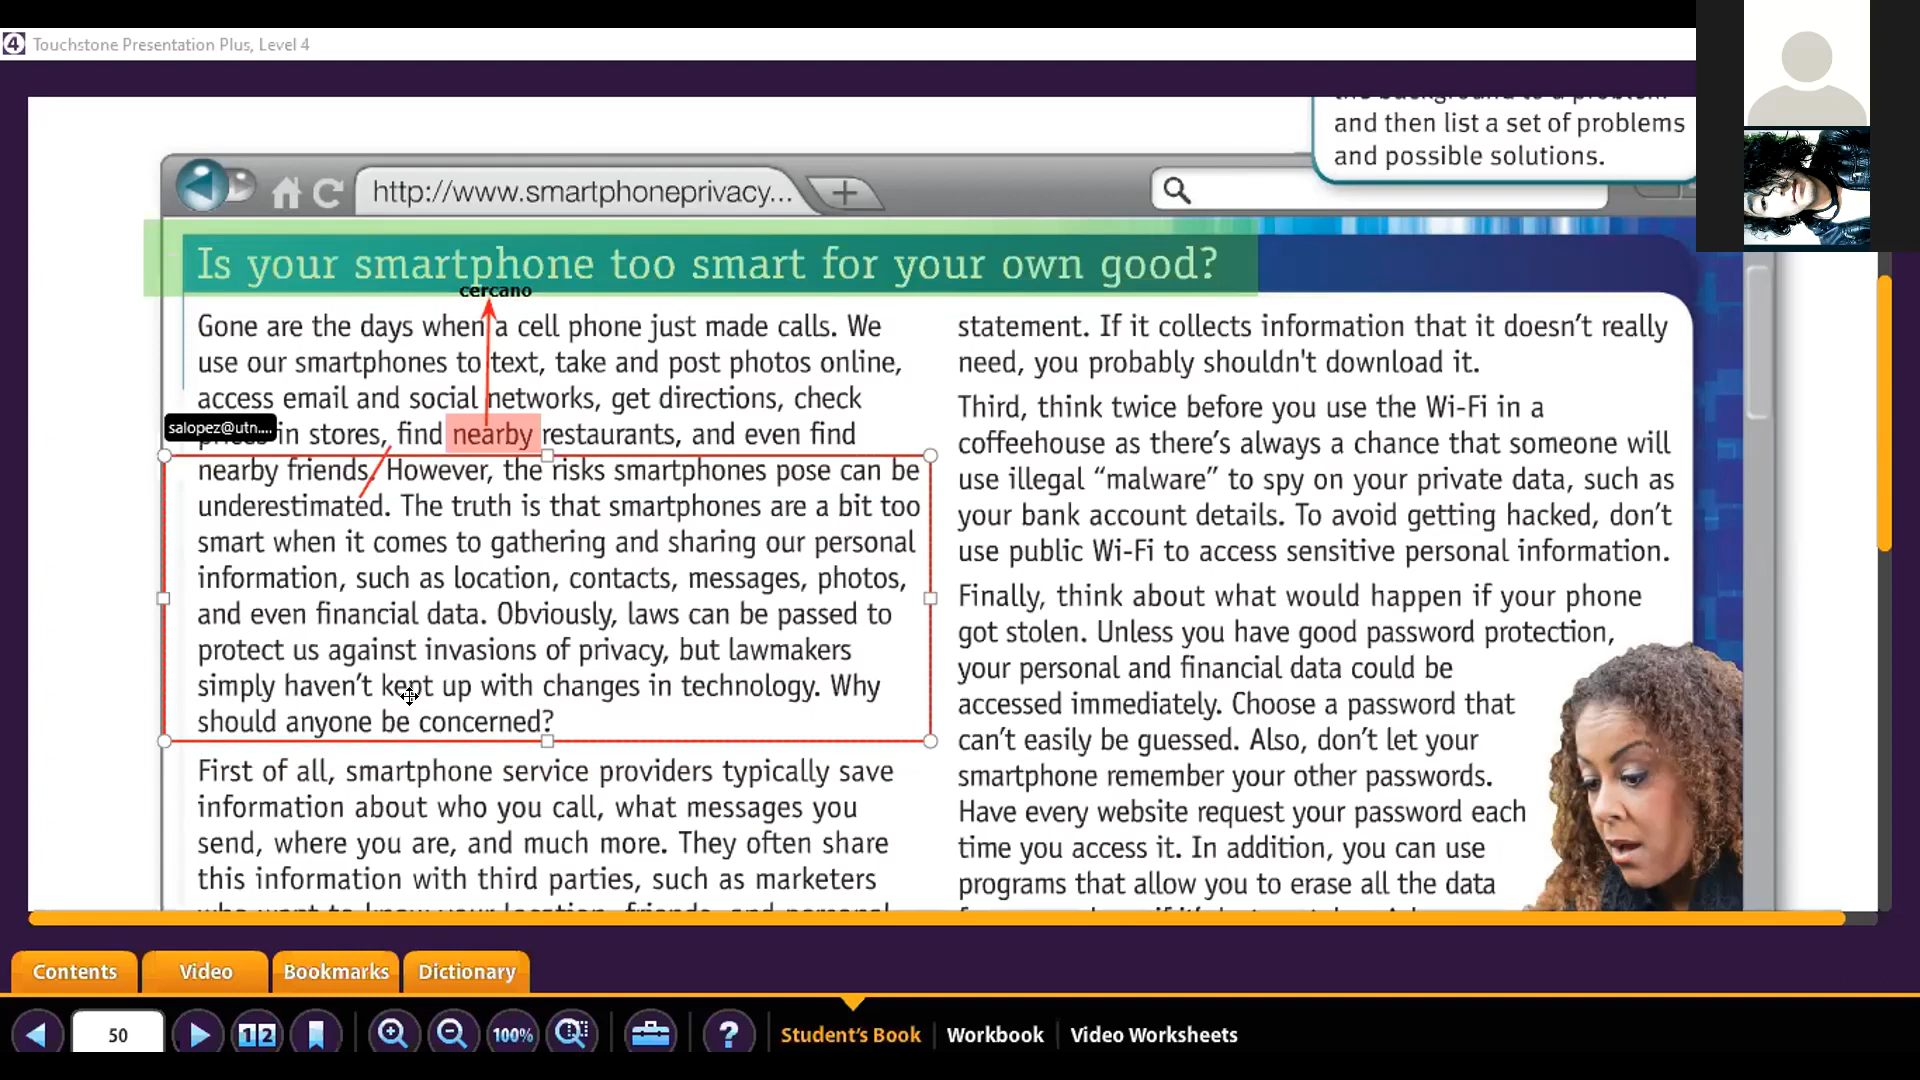 Touchstone Presentation Plus, Level 4
and then list a set of problems
and possible solutions.
http://www.smartphoneprivacy...
Is your smartphone too smart for your own good?
cercano
Gone are the days when a cell phone just made calls. We
use our smartphones to text, take and post photos online,
access email and social networks, get directions, check
salopez@utn....
prices in stores, find nearby restaurants, and even find
nearby friends. However, the risks smartphones pose can be
underestimated. The truth is that smartphones are a bit too
smart when it comes to gathering and sharing our personal
information, such as location, contacts, messages, photos,
and even financial data. Obviously, laws can be passed to
protect us against invasions of privacy, but lawmakers
simply haven't kept up with changes in technology. Why
should anyone be concerned?
First of all, smartphone service providers typically save
information about who you call, what messages you
send, where you are, and much more. They often share
this information with third parties, such as marketers
statement. If it collects information that it doesn't really
need, you probably shouldn't download it.
Third, think twice before you use the Wi-Fi in a
coffeehouse as there's always a chance that someone will
use illegal "malware" to spy on your private data, such as
your bank account details. To avoid getting hacked, don't
use public Wi-Fi to access sensitive personal information.
Finally, think about what would happen if your phone
got stolen. Unless you have good password protection,
your personal and financial data could be
accessed immediately. Choose a password that
can't easily be guessed. Also, don't let your
smartphone remember your other passwords.
Have every website request your password each
time you access it. In addition, you can use
programs that allow you to erase all the data
Contents Video Bookmarks Dictionary
50 1 2 100% ? Student's Book Workbook Video Worksheets